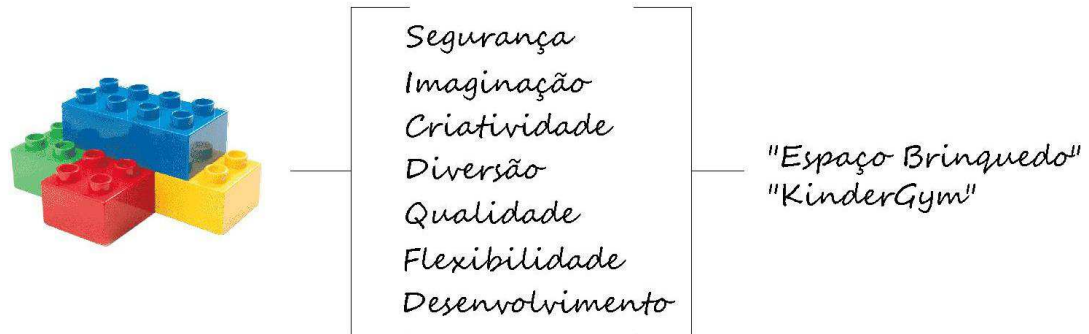 Segurança
Imaginação
Criatividade
Diversão
Qualidade
Flexibilidade
Desenvolvimento
"Espaço Brinquedo"
"KinderGym"